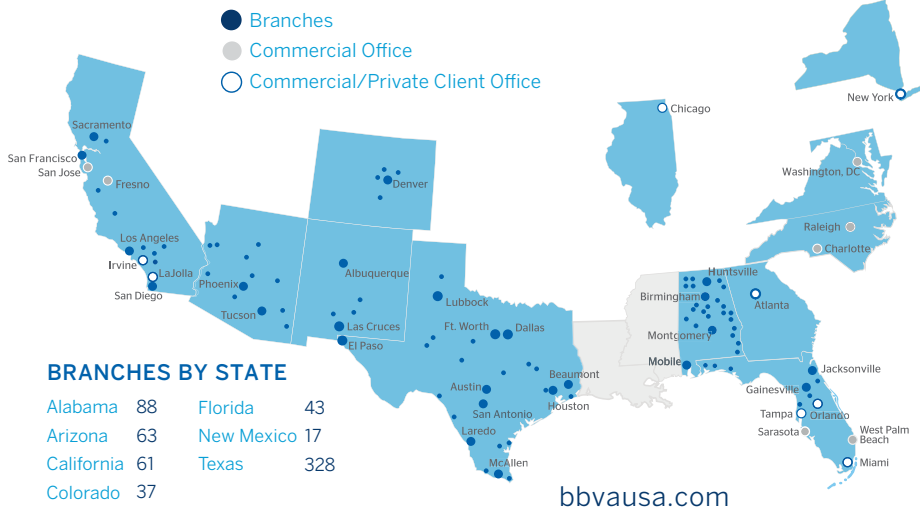 Branches
Commercial Office
Commercial/Private Client Office
New York
Chicago
Sacramento
San Francisco
San Jose
Fresno
Denver
Washington, DC
Raleigh
Charlotte
Los Angeles
Irvine
LaJolla
San Diego
Phoenix
Tucson
Albuquerque
Las Cruces
El Paso
Lubbock
Ft. Worth
Dallas
Austin
San Antonio
Laredo
McAllen
Beaumont
Houston
Huntsville
Birmingham
Montgomery
Mobile
Atlanta
Jacksonville
Gainesville
Tampa
Orlando
Sarasota
West Palm
Beach
Miami
BRANCHES BY STATE
Alabama 88 Florida 43
Arizona 63 New Mexico 17
California 61 Texas 328
Colorado 37
bbvausa.com